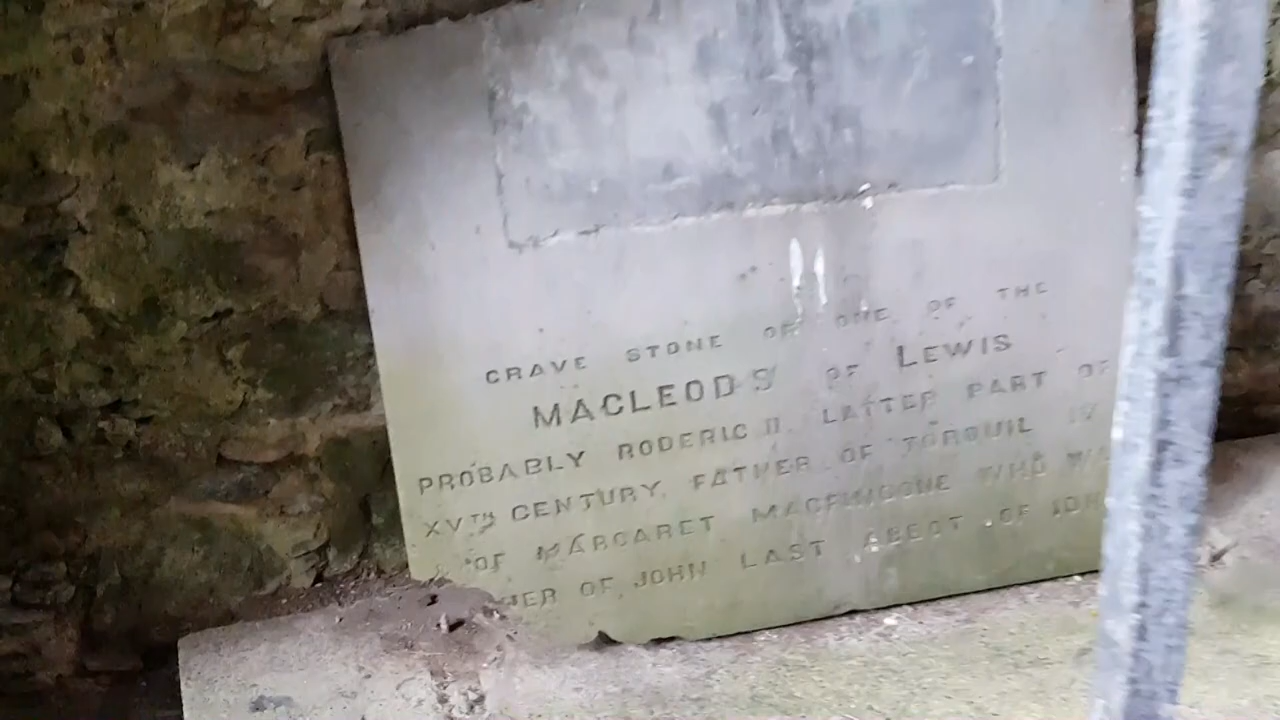 GRAVE STONE OF ONE OF THE
MACLEODS OF LEWIS
PROBABLY RODERIC II. LATTER PART OF
XVTH CENTURY, FATHER OF TORQUIL IV
OF MARGARET MACFINGONE WHO
OF JOHN LAST ABBOT OF